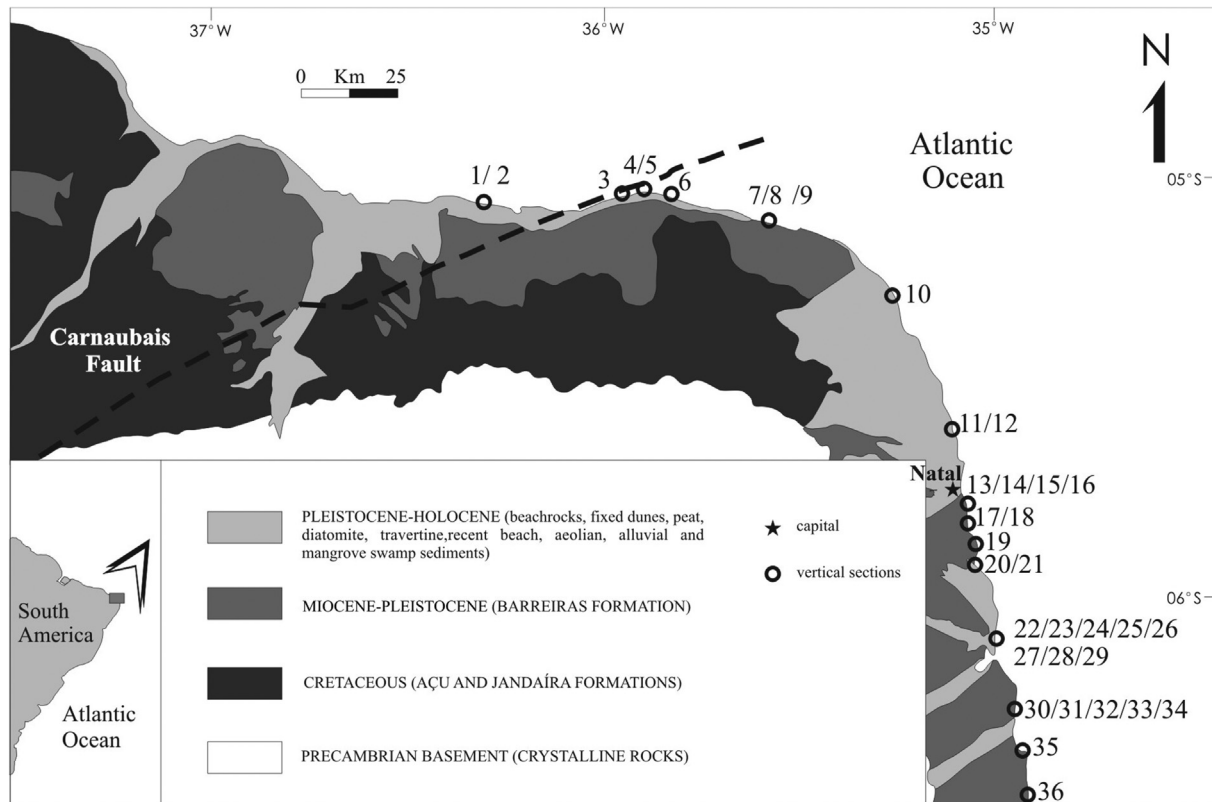 37°W
36°W
35°W
0 Km 25
N
Atlantic
Ocean
05°S
1/ 2
3
4/5
6
7/8 /9
10
Carnaubais
Fault
11/12
Natal
13/14/15/16
17/18
19
20/21
06°S
22/23/24/25/26
27/28/29
30/31/32/33/34
35
36
PLEISTOCENE-HOLOCENE (beachrocks, fixed dunes, peat,
diatomite, travertine,recent beach, aeolian, alluvial and
mangrove swamp sediments)
capital
vertical sections
MIOCENE-PLEISTOCENE (BARREIRAS FORMATION)
CRETACEOUS (AÇU AND JANDAÍRA FORMATIONS)
PRECAMBRIAN BASEMENT (CRYSTALLINE ROCKS)
South
America
Atlantic
Ocean